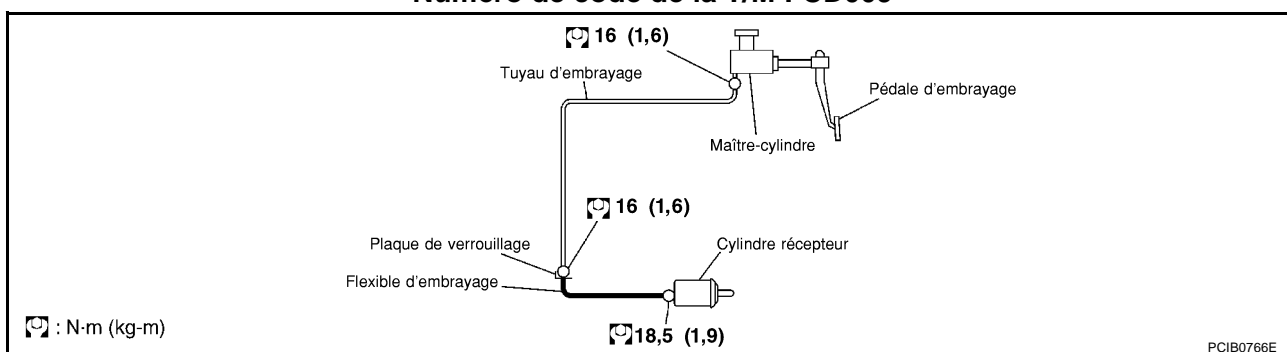 16 (1,6)
Tuyau d'embrayage
Pédale d'embrayage
Maître-cylindre
16 (1,6)
Plaque de verrouillage
Cylindre récepteur
Flexible d'embrayage
: N·m (kg-m)
18,5 (1,9)
PCIB0766E